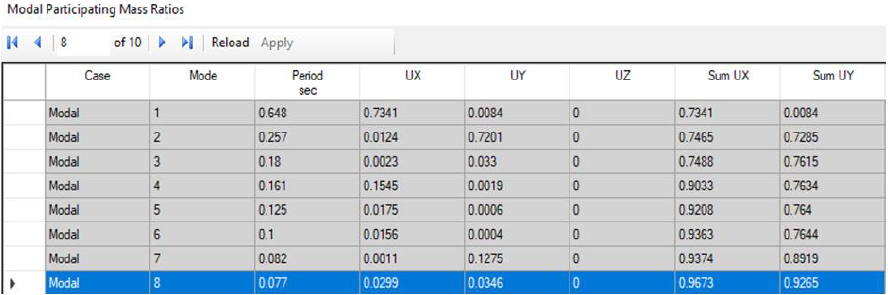 Modal Participating Mass Ratios
8 of 10 Reload Apply
Case Mode Period sec UX UY UZ Sum UX Sum UY
Modal 1 0.648 0.7341 0.0084 0 0.7341 0.0084
Modal 2 0.257 0.0124 0.7201 0 0.7465 0.7285
Modal 3 0.18 0.0023 0.033 0 0.7488 0.7615
Modal 4 0.161 0.1545 0.0019 0 0.9033 0.7634
Modal 5 0.125 0.0175 0.0006 0 0.9208 0.764
Modal 6 0.1 0.0156 0.0004 0 0.9363 0.7644
Modal 7 0.082 0.0011 0.1275 0 0.9374 0.8919
Modal 8 0.077 0.0299 0.0346 0 0.9673 0.9265